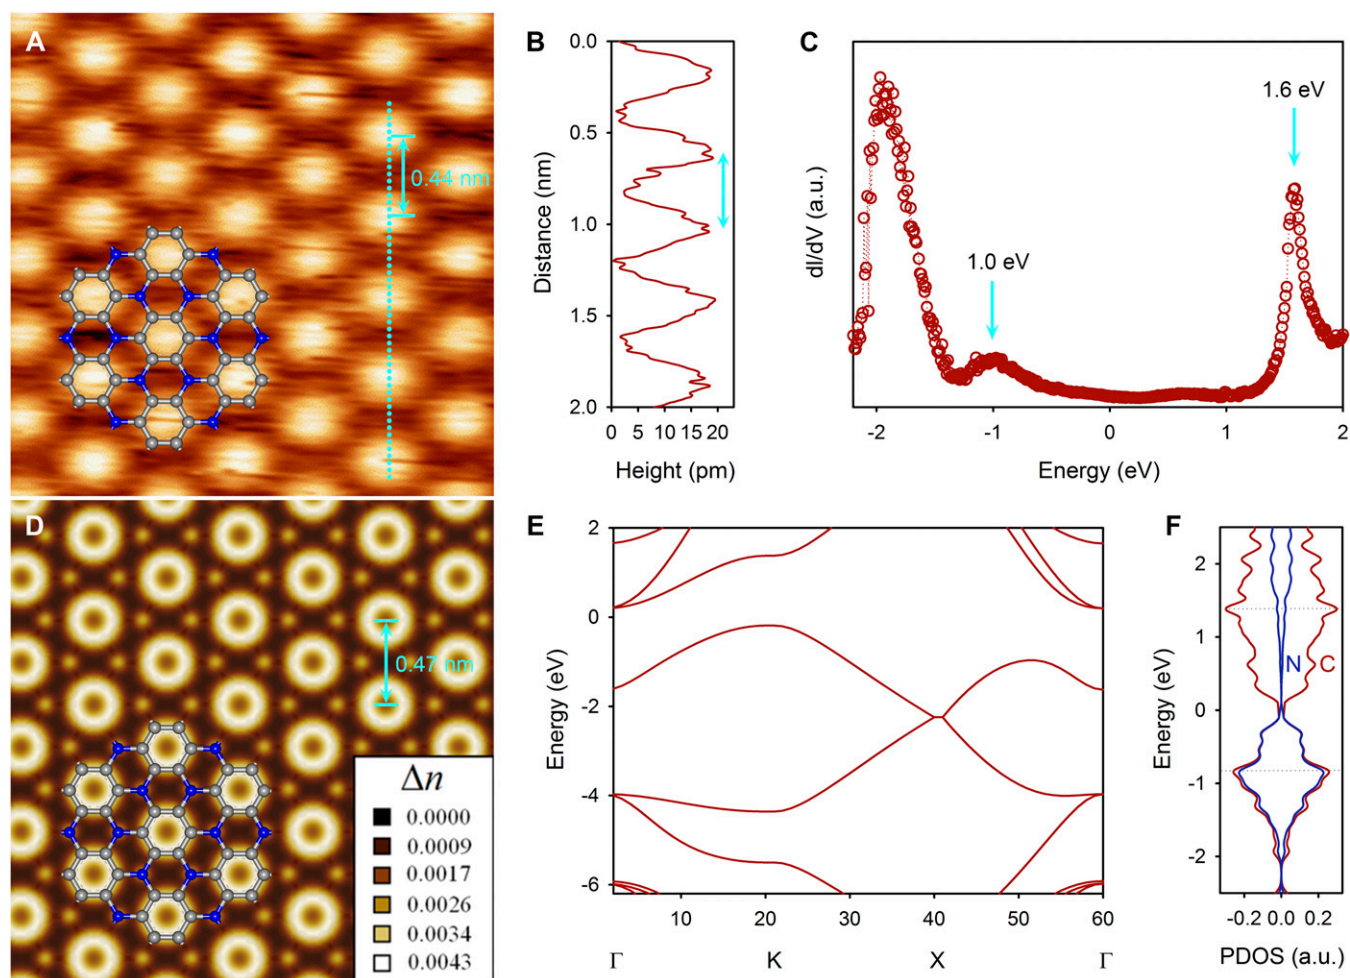 A
0.44 nm
B
0.0
0.5
1.0
1.5
2.0
Distance (nm)
0 5 10 15 20
Height (pm)
C
1.6 eV
1.0 eV
dI/dV (a.u.)
-2 -1 0 1 2
Energy (eV)
D
0.47 nm
Δn
0.0000
0.0009
0.0017
0.0026
0.0034
0.0043
E
2
0
-2
-4
-6
Energy (eV)
10 20 30 40 50 60
Γ K X Γ
F
2
1
0
-1
-2
Energy (eV)
N C
-0.2 0.0 0.2
PDOS (a.u.)